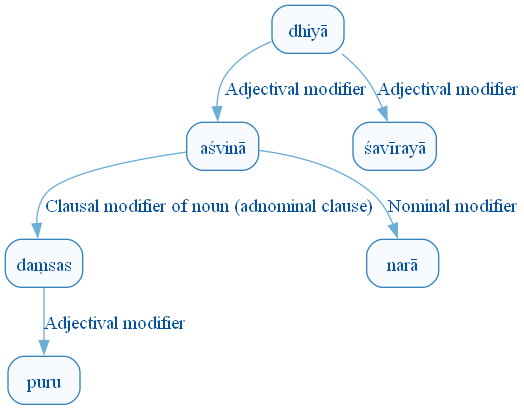 dhiyā
Adjectival modifier Adjectival modifier
aśvinā śavīrayā
Clausal modifier of noun (adnominal clause) Nominal modifier
daṃsas narā
Adjectival modifier
puru